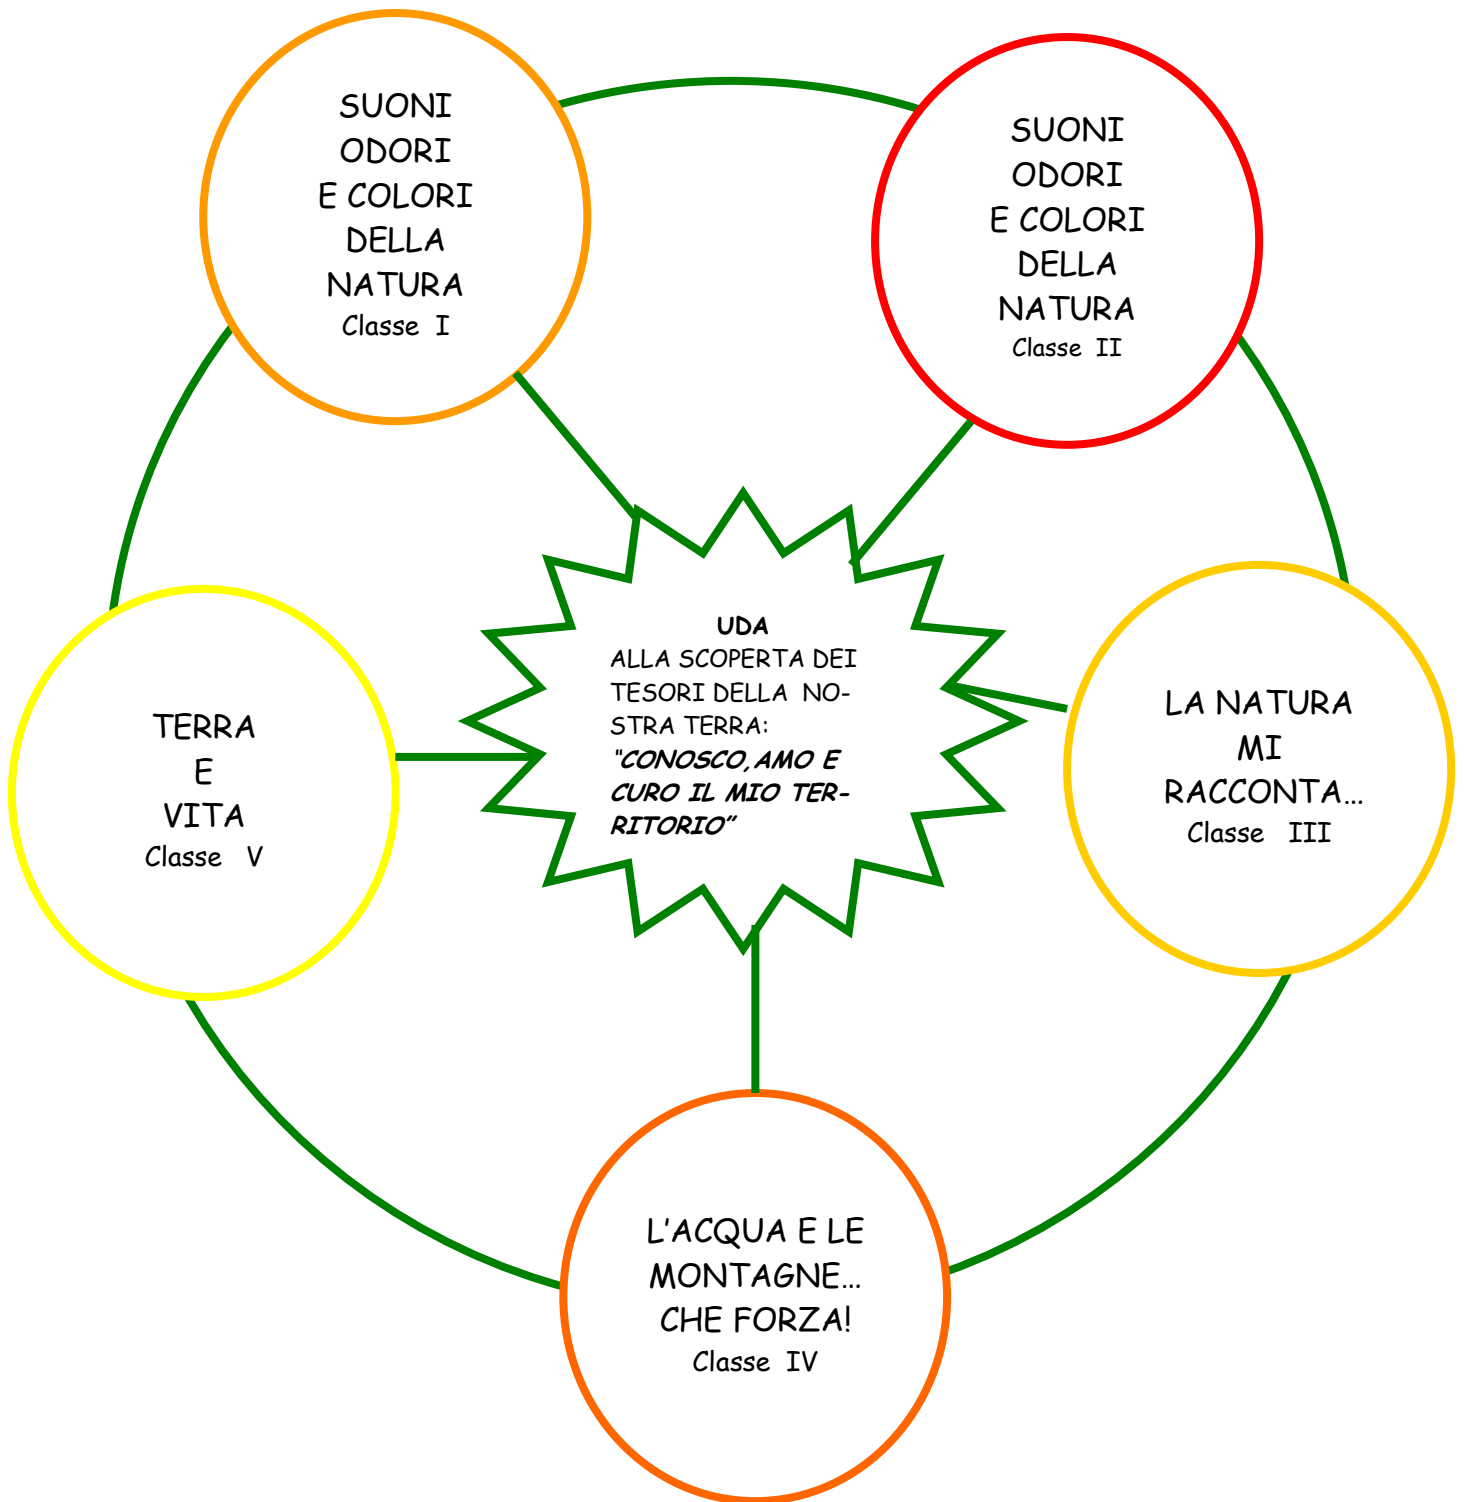 SUONI
ODORI
E COLORI
DELLA
NATURA
Classe I
SUONI
ODORI
E COLORI
DELLA
NATURA
Classe II
UDA
ALLA SCOPERTA DEI
TESORI DELLA NO-
STRA TERRA:
"CONOSCO, AMO E
CURO IL MIO TER-
RITORIO"
LA NATURA
MI
RACCONTA...
Classe III
TERRA
E
VITA
Classe V
L'ACQUA E LE
MONTAGNE...
CHE FORZA!
Classe IV